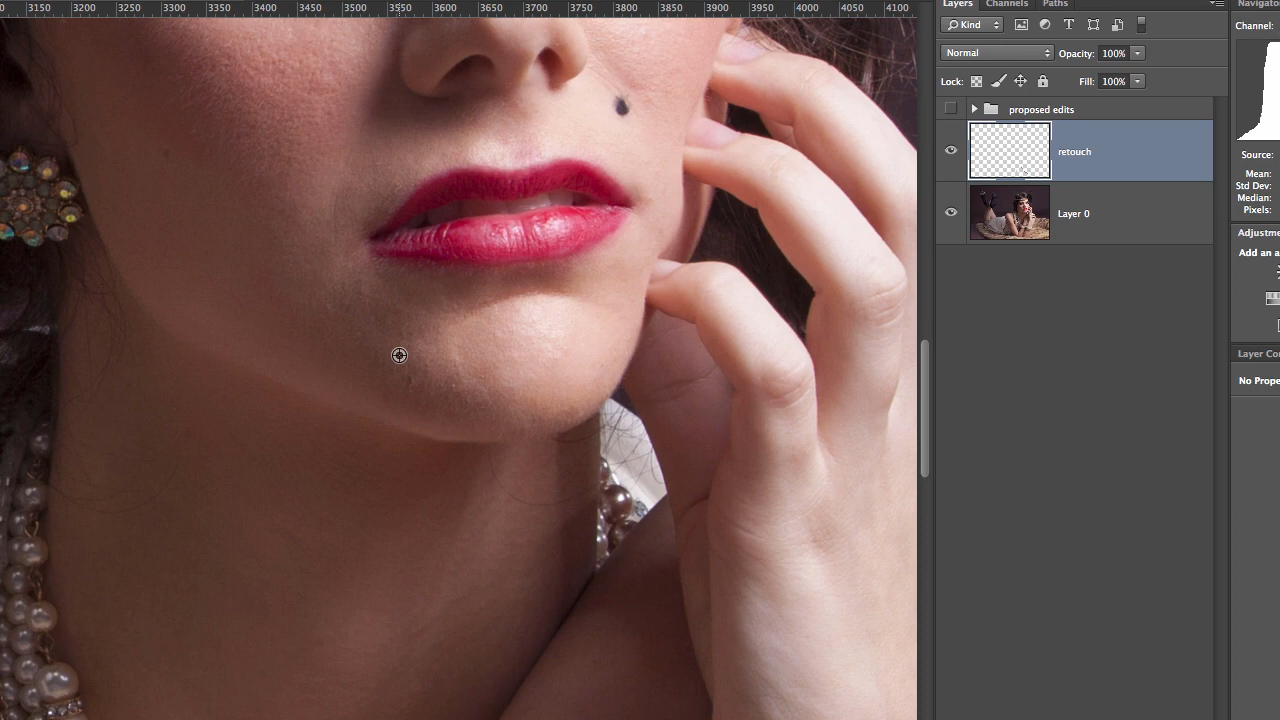 0 3150 3200 3250 3300 3350 3400 3450 3500 3550 3600 3650 3700 3750 3800 3850 3900 3950 4000 4050 4100
Layers Channels Paths
Kind
Normal Opacity: 100%
Lock: Fill: 100%
proposed edits
retouch
Layer 0
Navigato
Channel:
Source:
Mean:
Std Dev:
Median:
Pixels:
Adjustme
Add an a
Layer Co
No Prope